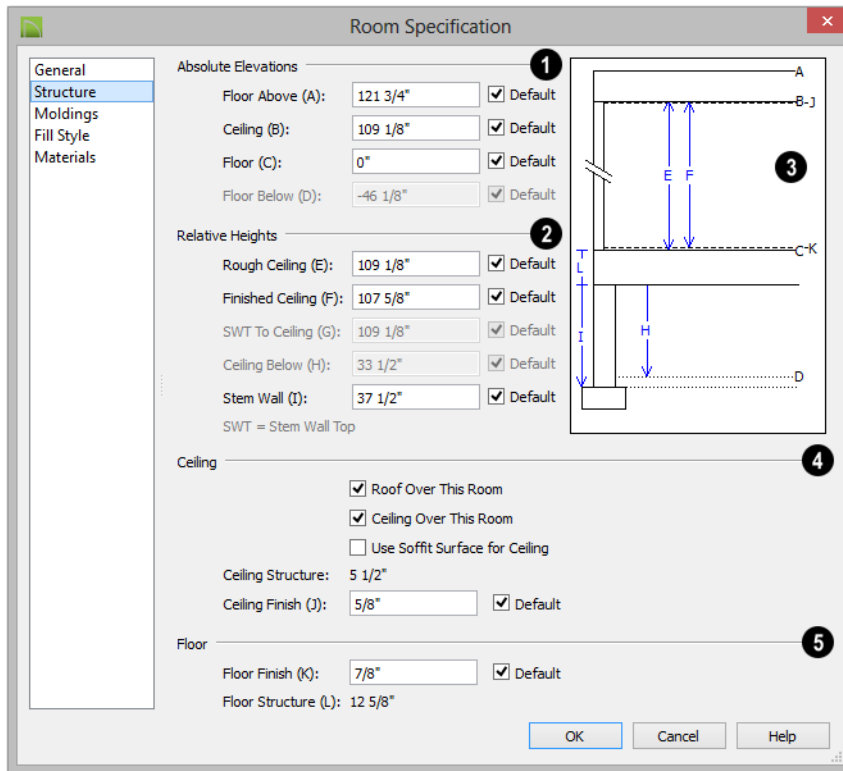 Room Specification
×
General
Structure
Moldings
Fill Style
Materials
Absolute Elevations 1
Floor Above (A): 121 3/4" Default
Ceiling (B): 109 1/8" Default
Floor (C): 0" Default
Floor Below (D): -46 1/8" Default
Relative Heights 2
Rough Ceiling (E): 109 1/8" Default
Finished Ceiling (F): 107 5/8" Default
SWT To Ceiling (G): 109 1/8" Default
Ceiling Below (H): 33 1/2" Default
Stem Wall (I): 37 1/2" Default
SWT = Stem Wall Top
A
B-J
E F
3
C-K
L
I
H
D
Ceiling 4
Roof Over This Room
Ceiling Over This Room
Use Soffit Surface for Ceiling
Ceiling Structure: 5 1/2"
Ceiling Finish (J): 5/8" Default
Floor 5
Floor Finish (K): 7/8" Default
Floor Structure (L): 12 5/8"
OK Cancel Help